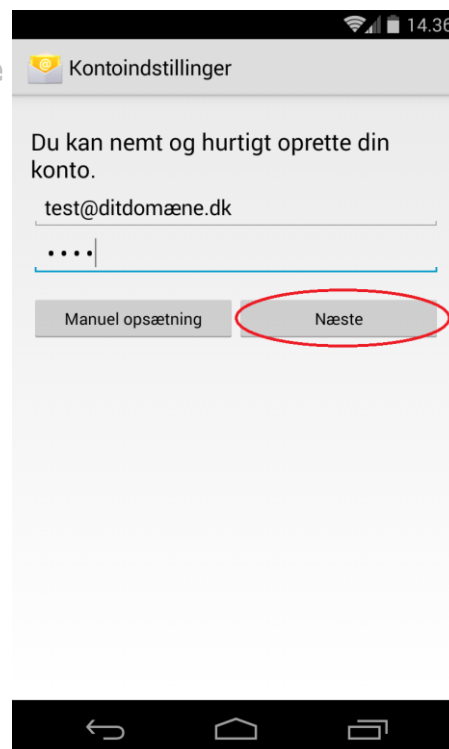 14.36
Kontoindstillinger
Du kan nemt og hurtigt oprette din
konto.
test@ditdomæne.dk
••••
Manuel opsætning
Næste